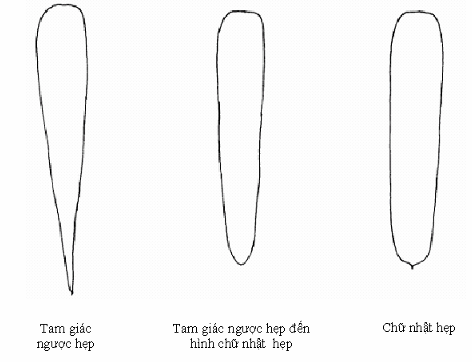 Tam giác
ngược hẹp
Tam giác ngược hẹp đến
hình chữ nhật hẹp
Chữ nhật hẹp